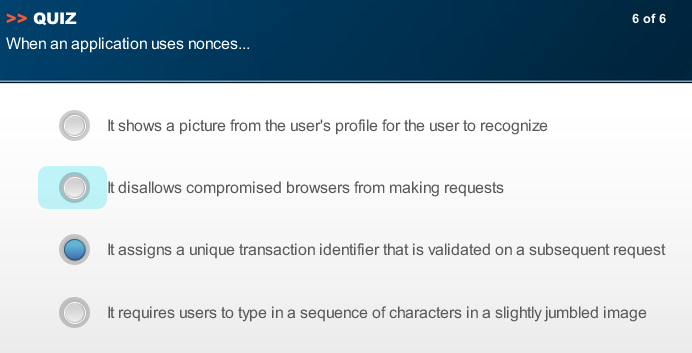 >> QUIZ
6 of 6
When an application uses nonces...
It shows a picture from the user's profile for the user to recognize
It disallows compromised browsers from making requests
It assigns a unique transaction identifier that is validated on a subsequent request
It requires users to type in a sequence of characters in a slightly jumbled image